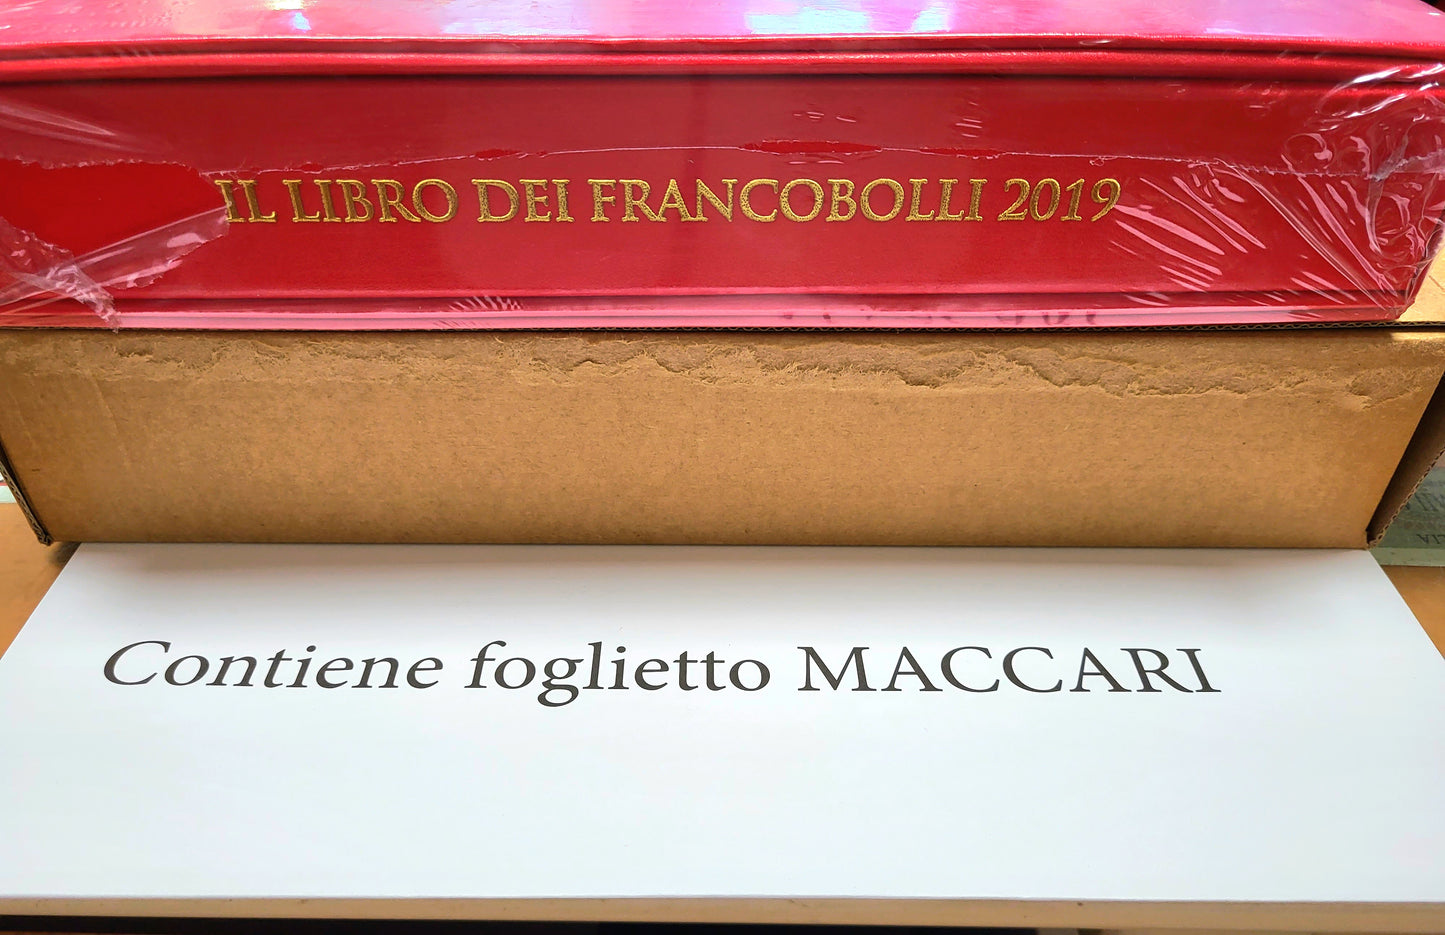 IL LIBRO DEI FRANCOBOLLI 2019
Contiene foglietto MACCARI